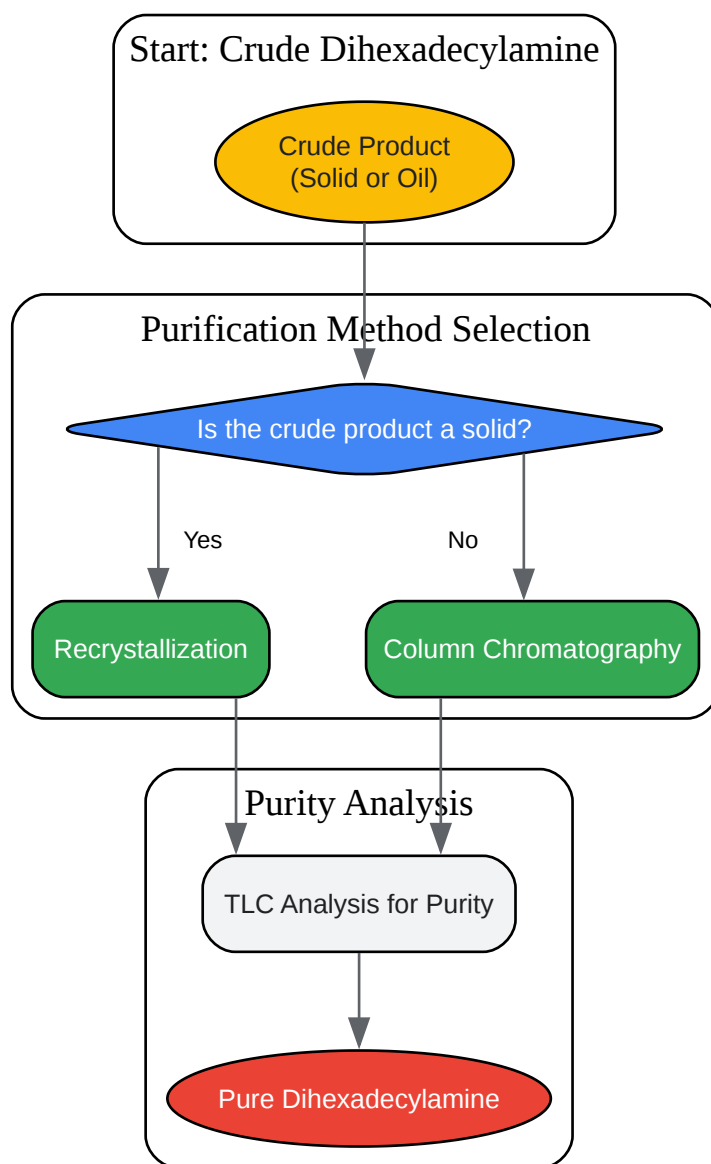 Start: Crude Dihexadecylamine
Crude Product
(Solid or Oil)
Purification Method Selection
Is the crude product a solid?
Yes
No
Recrystallization
Column Chromatography
Purity Analysis
TLC Analysis for Purity
Pure Dihexadecylamine